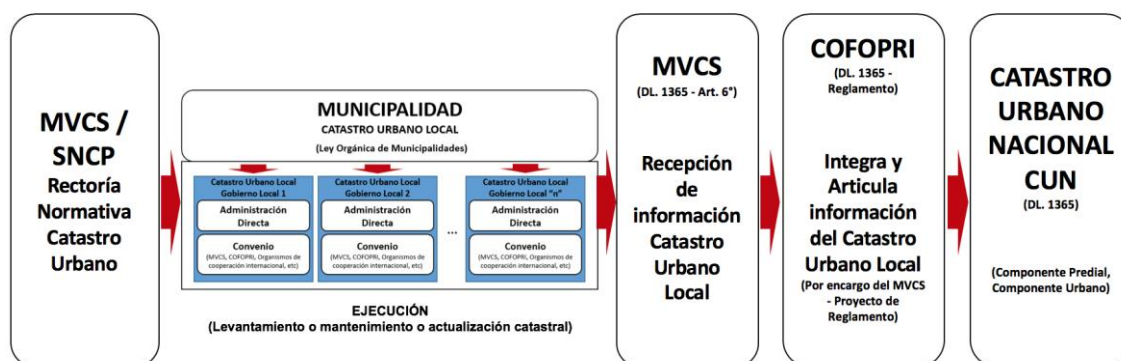 MVCS /
SNCP
Rectoría
Normativa
Catastro
Urbano
MUNICIPALIDAD
CATASTRO URBANO LOCAL
(Ley Orgánica de Municipalidades)
Catastro Urbano Local
Gobierno Local 1
Administración
Directa
Convenio
(MVCS, COFOPRI, Organismos de
cooperación internacional, etc)
Catastro Urbano Local
Gobierno Local 2
Administración
Directa
Convenio
(MVCS, COFOPRI, Organismos de
cooperación internacional, etc)
...
Catastro Urbano Local
Gobierno Local "n"
Administración
Directa
Convenio
(MVCS, COFOPRI, Organismos de
cooperación internacional, etc)
EJECUCIÓN
(Levantamiento o mantenimiento o actualización catastral)
MVCS
(DL. 1365 - Art. 6°)
Recepción
de
información
Catastro
Urbano
Local
COFOPRI
(DL. 1365 -
Reglamento)
Integra y
Articula
información
del Catastro
Urbano Local
(Por encargo del MVCS
- Proyecto de
Reglamento)
CATASTRO
URBANO
NACIONAL
CUN
(DL. 1365)
(Componente Predial,
Componente Urbano)